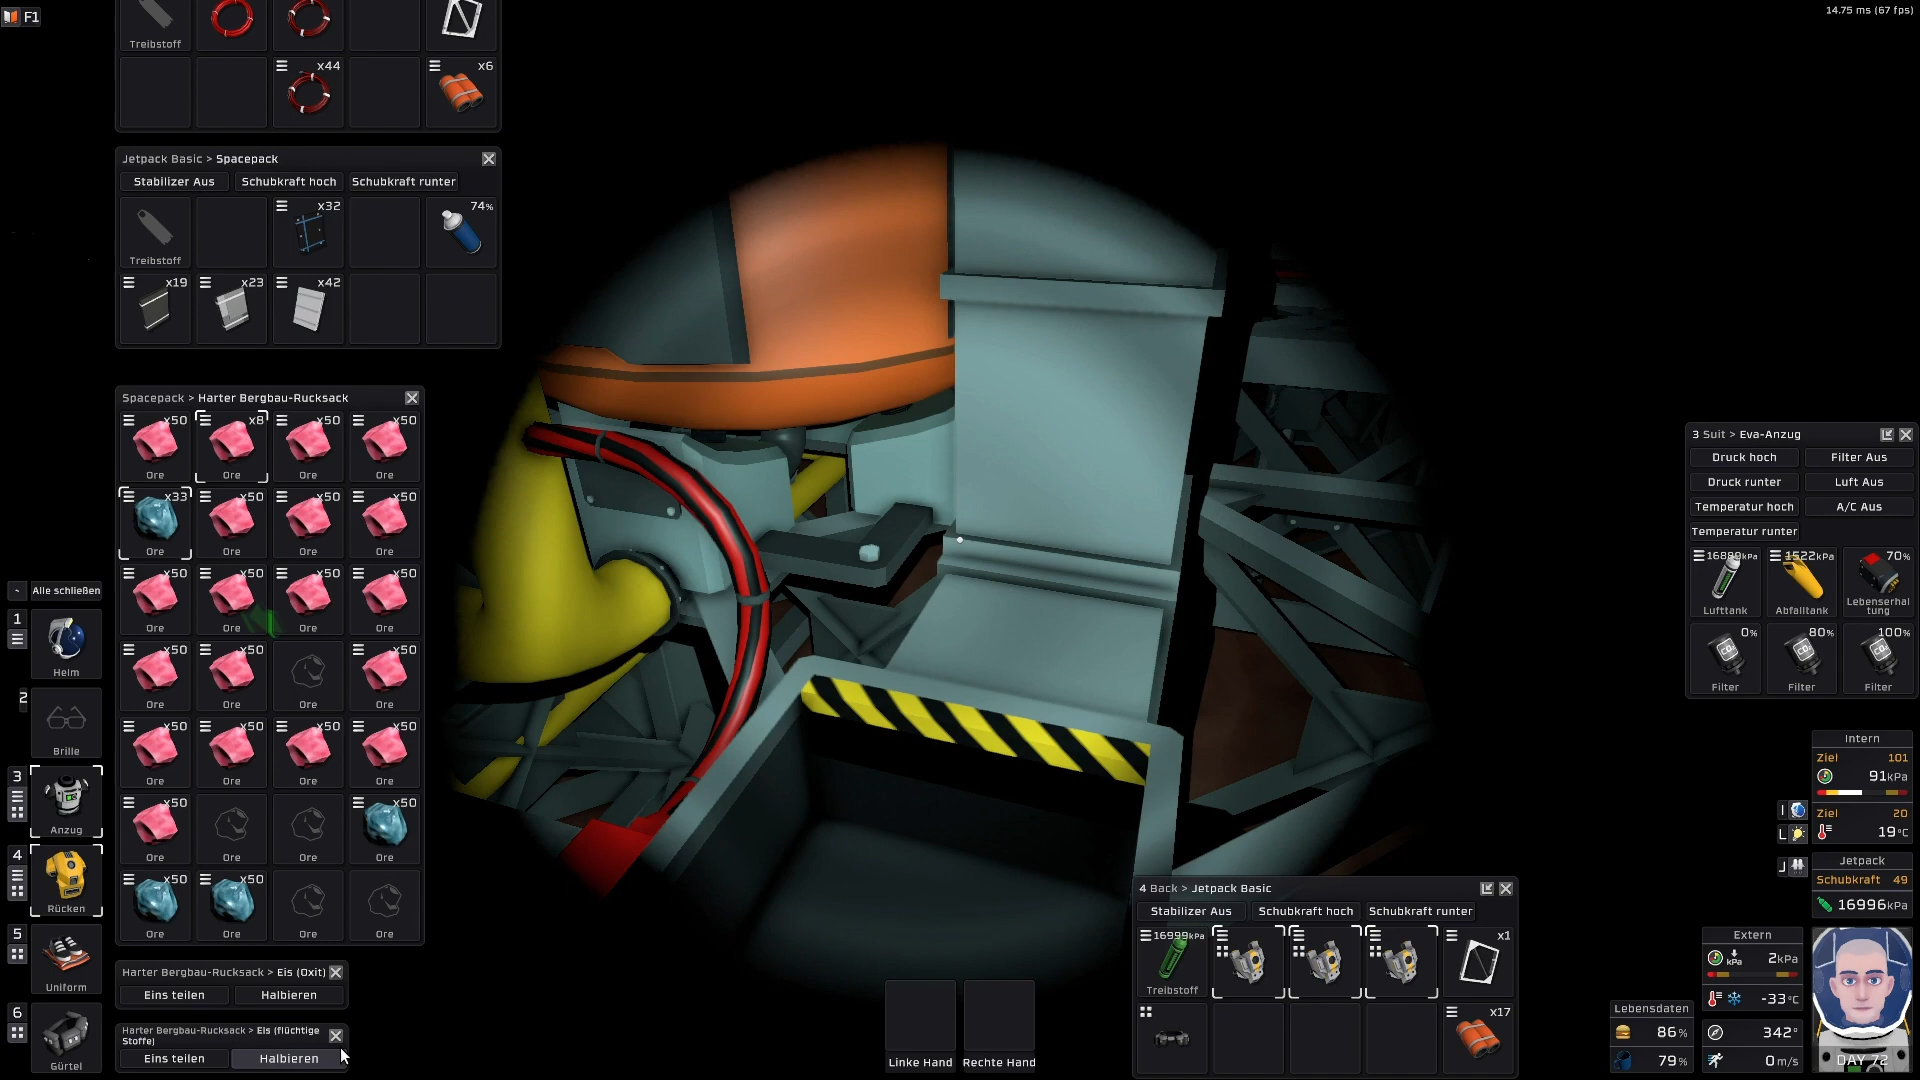 F1
14.75 ms (67 fps)
Treibstoff
x44
x6
Jetpack Basic > Spacepack
Stabilizer Aus
Schubkraft hoch
Schubkraft runter
x32
74%
Treibstoff
x19
x23
x42
Spacepack > Harter Bergbau-Rucksack
x50
x8
x50
x50
Ore
Ore
Ore
Ore
x33
x50
x50
x50
Ore
Ore
Ore
Ore
x50
x50
x50
x50
Ore
Ore
Ore
Ore
x50
x50
x50
Ore
Ore
Ore
Ore
x50
x50
x50
x50
Ore
Ore
Ore
Ore
x50
x50
Ore
Ore
Ore
Ore
x50
x50
Ore
Ore
Ore
Ore
Harter Bergbau-Rucksack > Eis (Oxit)
Eins teilen
Halbieren
Harter Bergbau-Rucksack > Eis (flüchtige
Stoffe)
Eins teilen
Halbieren
~
Alle schließen
1
Helm
2
Brille
3
Anzug
4
Rücken
5
Uniform
6
Gürtel
Linke Hand
Rechte Hand
4 Back > Jetpack Basic
Stabilizer Aus
Schubkraft hoch
Schubkraft runter
16999kPa
x1
Treibstoff
x17
3 Suit > Eva-Anzug
Druck hoch
Filter Aus
Druck runter
Luft Aus
Temperatur hoch
A/C Aus
Temperatur runter
16880kPa
1522kPa
70%
Lufttank
Abfalltank
Lebenserhal
tung
0%
80%
100%
Filter
Filter
Filter
Intern
Ziel 101
91kPa
I
Ziel 20
L
19°C
Jetpack
J
Schubkraft 49
16996kPa
Extern
kPa
2kPa
-33°C
Lebensdaten
86%
342°
79%
0m/s
DAY 72